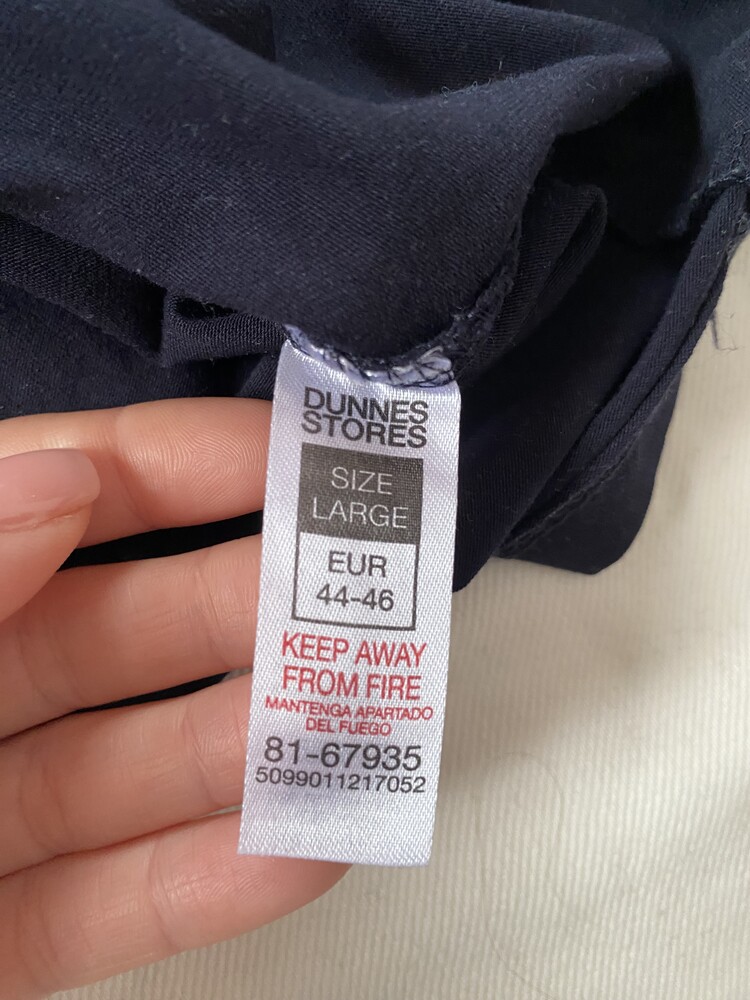 DUNNES
STORES
SIZE
LARGE
EUR
44-46
KEEP AWAY
FROM FIRE
MANTENGA APARTADO
DEL FUEGO
81-67935
5099011217052